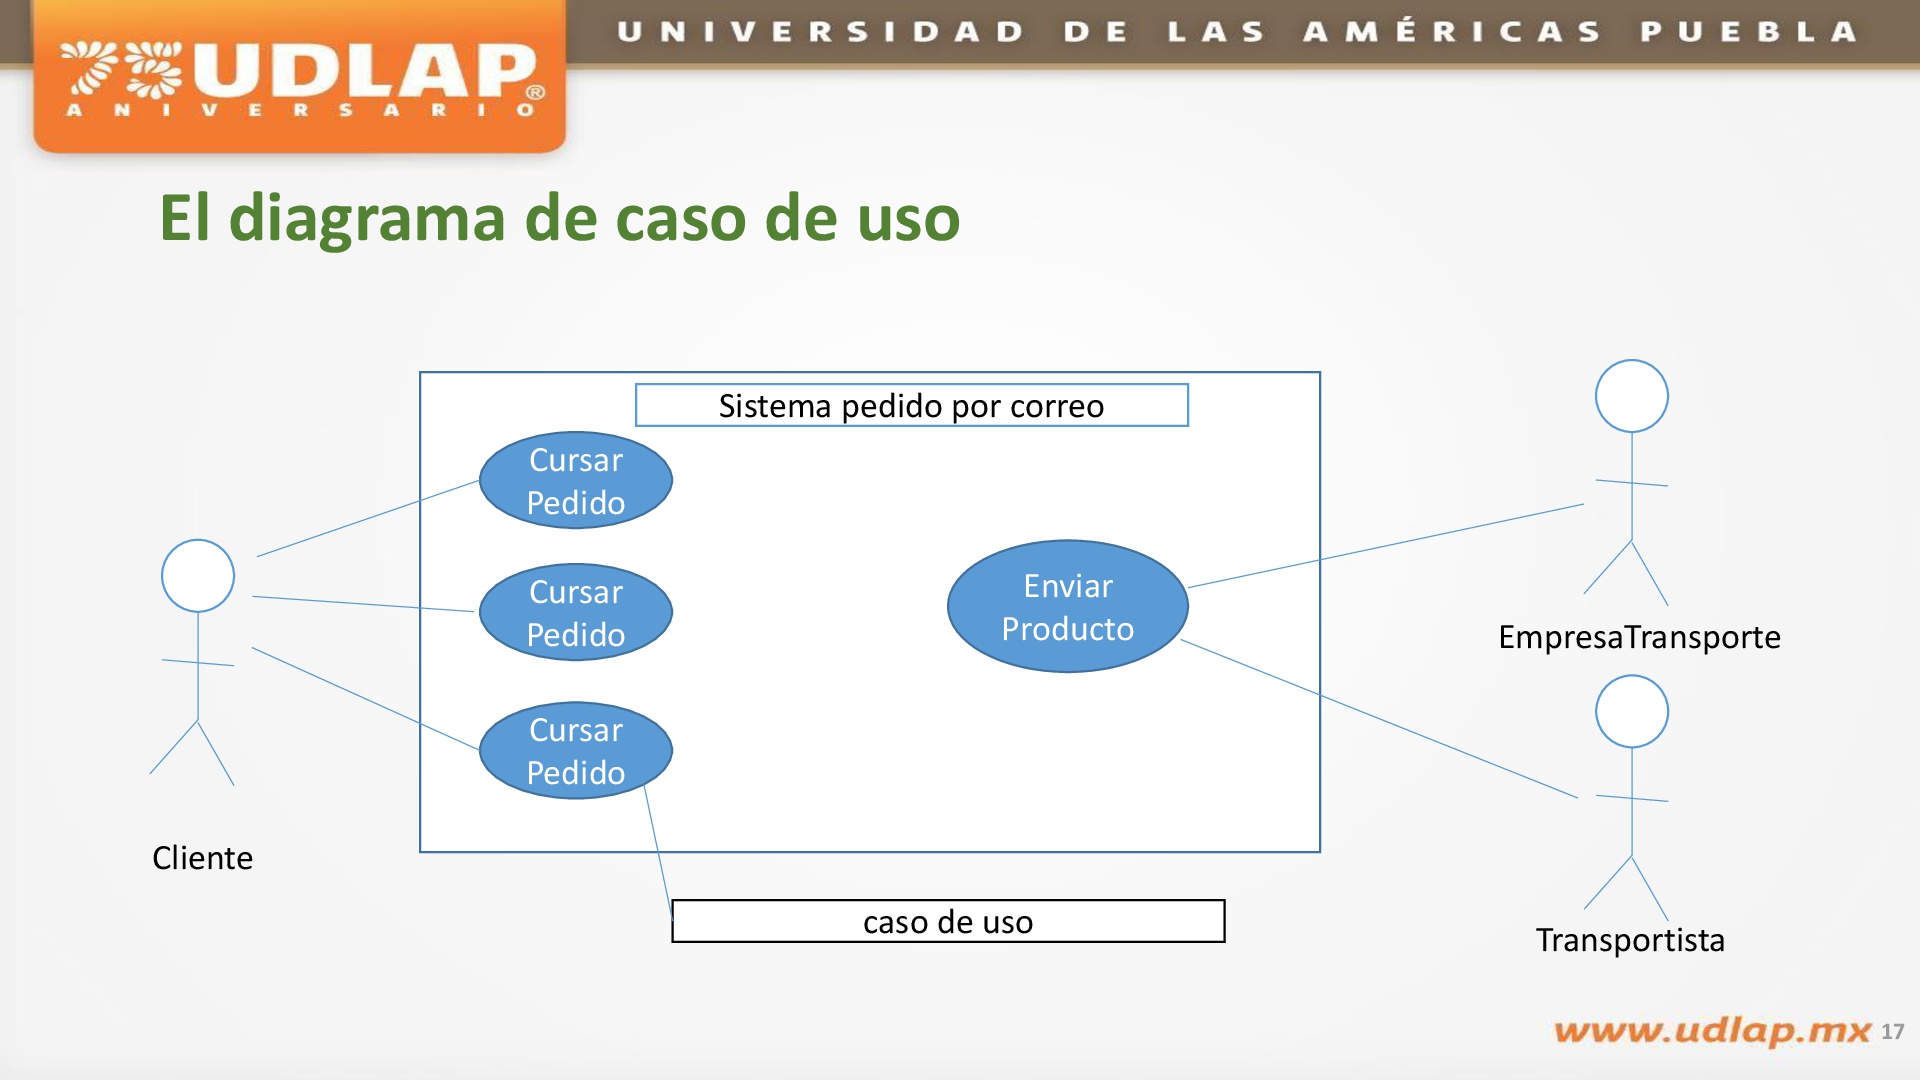 UNIVERSIDAD DE LAS AMÉRICAS PUEBLA
75 UDLAP®
ANIVERSARIO
El diagrama de caso de uso
Sistema pedido por correo
Cursar
Pedido
Cursar
Pedido
Cursar
Pedido
Enviar
Producto
EmpresaTransporte
Cliente
caso de uso
Transportista
www.udlap.mx 17